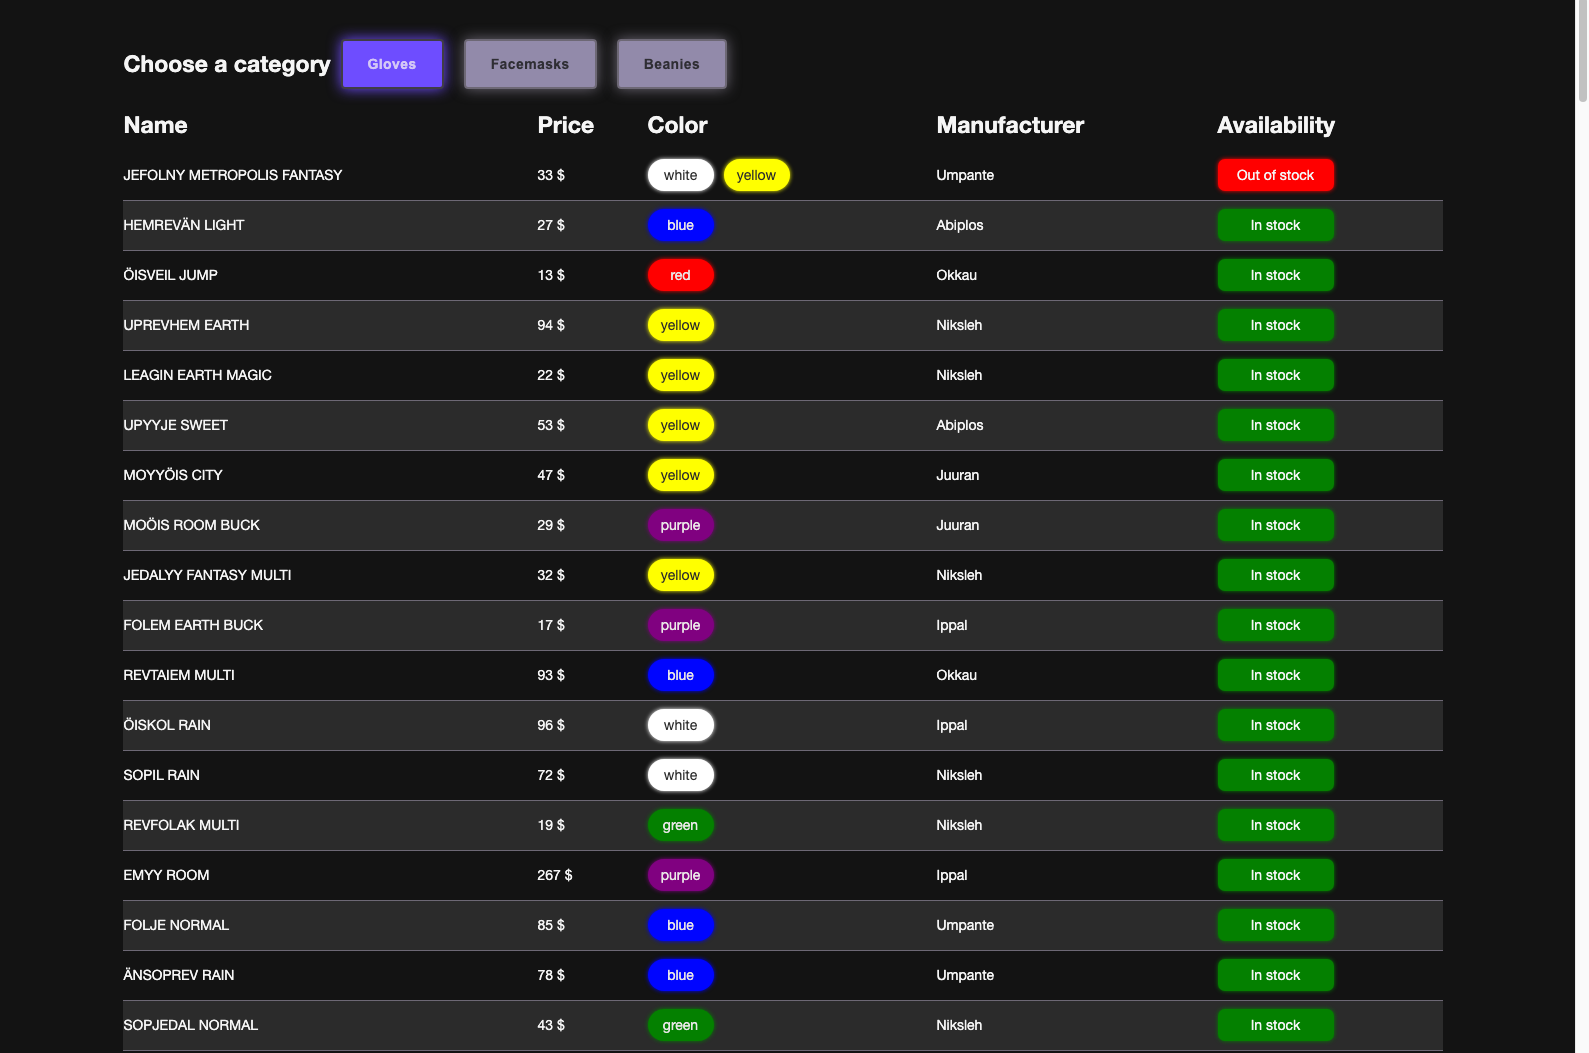 Choose a category Gloves Facemasks Beanies
Name Price Color Manufacturer Availability
JEFOLNY METROPOLIS FANTASY 33 $ white yellow Umpante Out of stock
HEMREVÄN LIGHT 27 $ blue Abiplos In stock
ÖISVEIL JUMP 13 $ red Okkau In stock
UPREVHEM EARTH 94 $ yellow Niksleh In stock
LEAGIN EARTH MAGIC 22 $ yellow Niksleh In stock
UPYYJE SWEET 53 $ yellow Abiplos In stock
MOYYÖIS CITY 47 $ yellow Juuran In stock
MOÖIS ROOM BUCK 29 $ purple Juuran In stock
JEDALYY FANTASY MULTI 32 $ yellow Niksleh In stock
FOLEM EARTH BUCK 17 $ purple Ippal In stock
REVTAIEM MULTI 93 $ blue Okkau In stock
ÖISKOL RAIN 96 $ white Ippal In stock
SOPIL RAIN 72 $ white Niksleh In stock
REVFOLAK MULTI 19 $ green Niksleh In stock
EMYY ROOM 267 $ purple Ippal In stock
FOLJE NORMAL 85 $ blue Umpante In stock
ÄNSOPREV RAIN 78 $ blue Umpante In stock
SOPJEDAL NORMAL 43 $ green Niksleh In stock